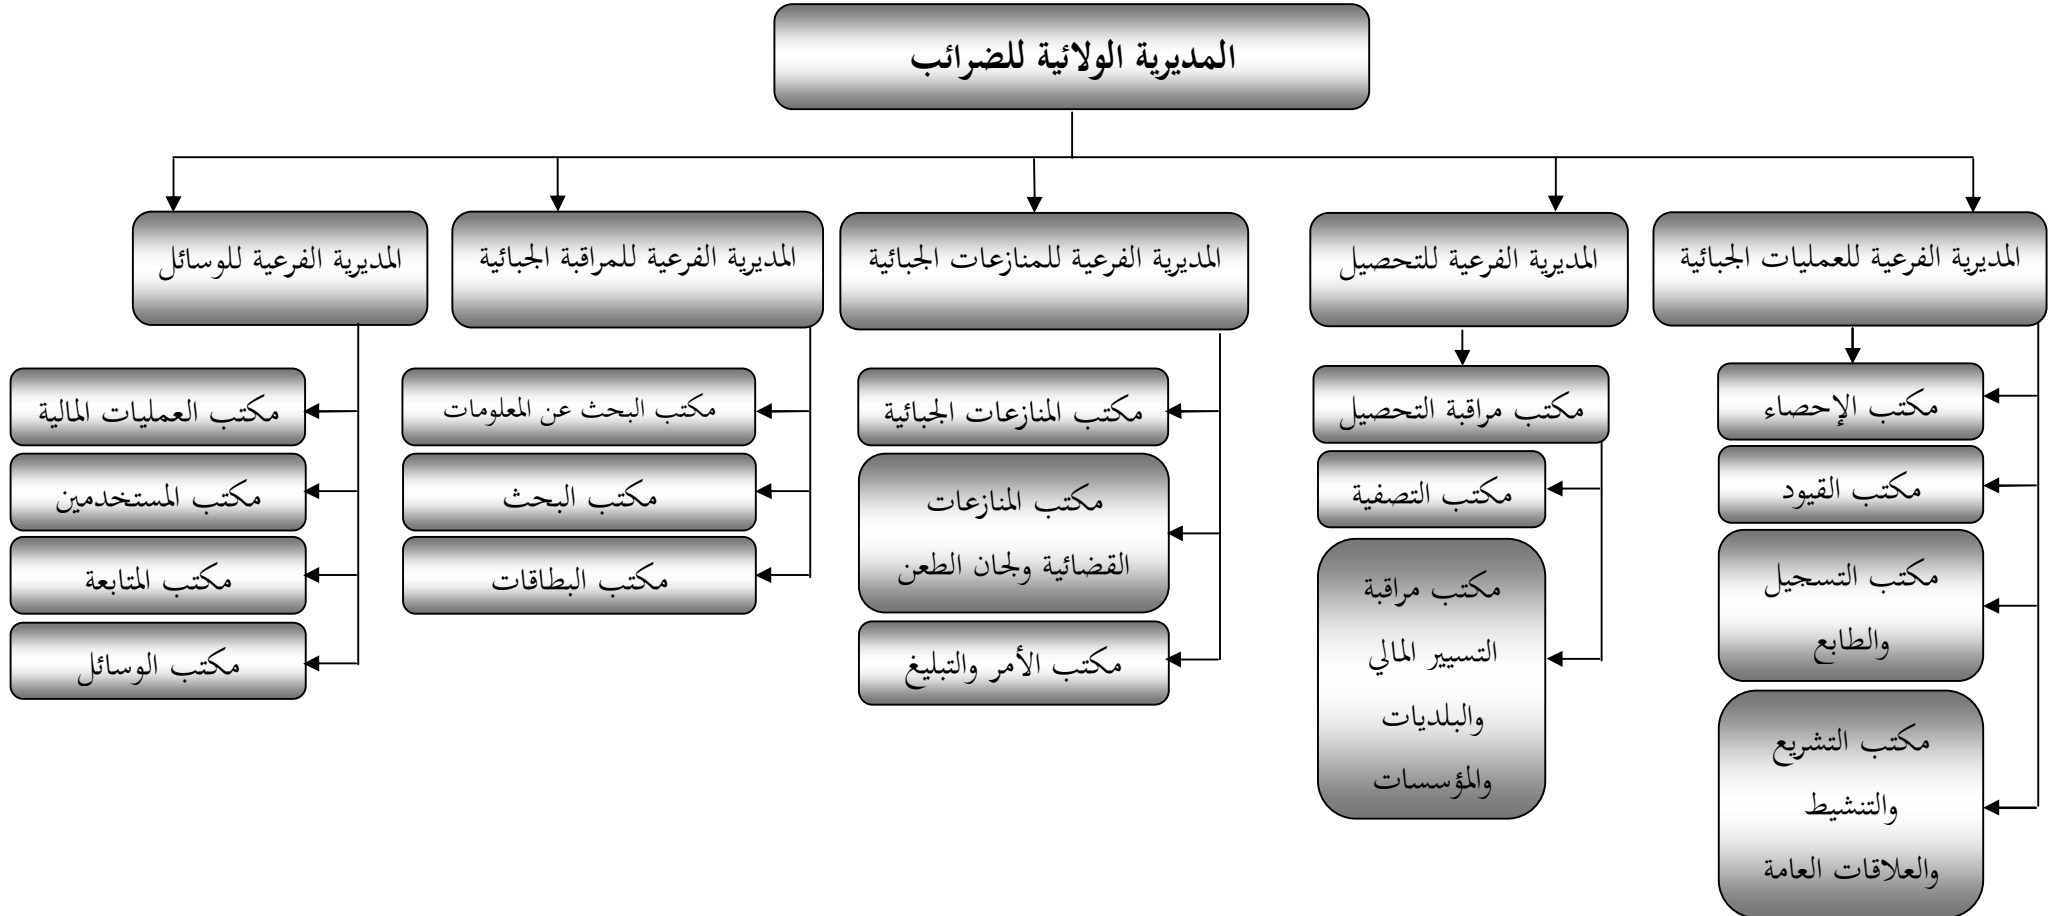 المديرية الولائية للضرائب
المديرية الفرعية للعمليات الجبائية
المديرية الفرعية للتحصيل
المديرية الفرعية للمنازعات الجبائية
المديرية الفرعية للمراقبة الجبائية
المديرية الفرعية للوسائل
مكتب الإحصاء
مكتب القيود
مكتب التسجيل
والطابع
مكتب التشريع
والتنشيط
والعلاقات العامة
مكتب مراقبة التحصيل
مكتب التصفية
مكتب مراقبة
التسيير المالي
والبلديات
والمؤسسات
مكتب المنازعات الجبائية
مكتب المنازعات
القضائية ولجان الطعن
مكتب الأمر والتبليغ
مكتب البحث عن المعلومات
مكتب البحث
مكتب البطاقات
مكتب العمليات المالية
مكتب المستخدمين
مكتب المتابعة
مكتب الوسائل